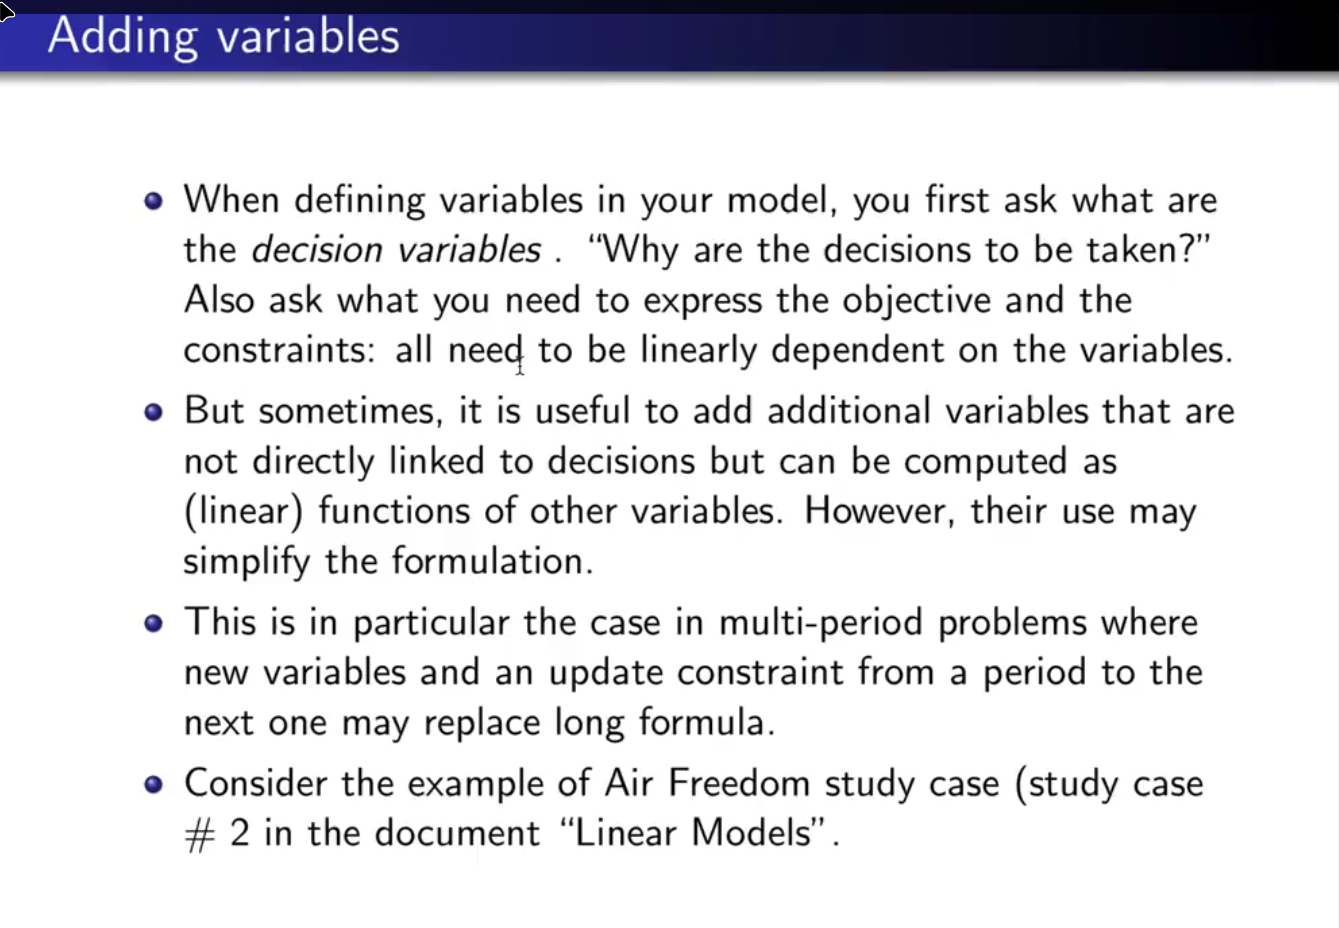 Adding variables
When defining variables in your model, you first ask what are
the decision variables . “Why are the decisions to be taken?”
Also ask what you need to express the objective and the
constraints: all need to be linearly dependent on the variables.
But sometimes, it is useful to add additional variables that are
not directly linked to decisions but can be computed as
(linear) functions of other variables. However, their use may
simplify the formulation.
This is in particular the case in multi-period problems where
new variables and an update constraint from a period to the
next one may replace long formula.
Consider the example of Air Freedom study case (study case
# 2 in the document “Linear Models”.